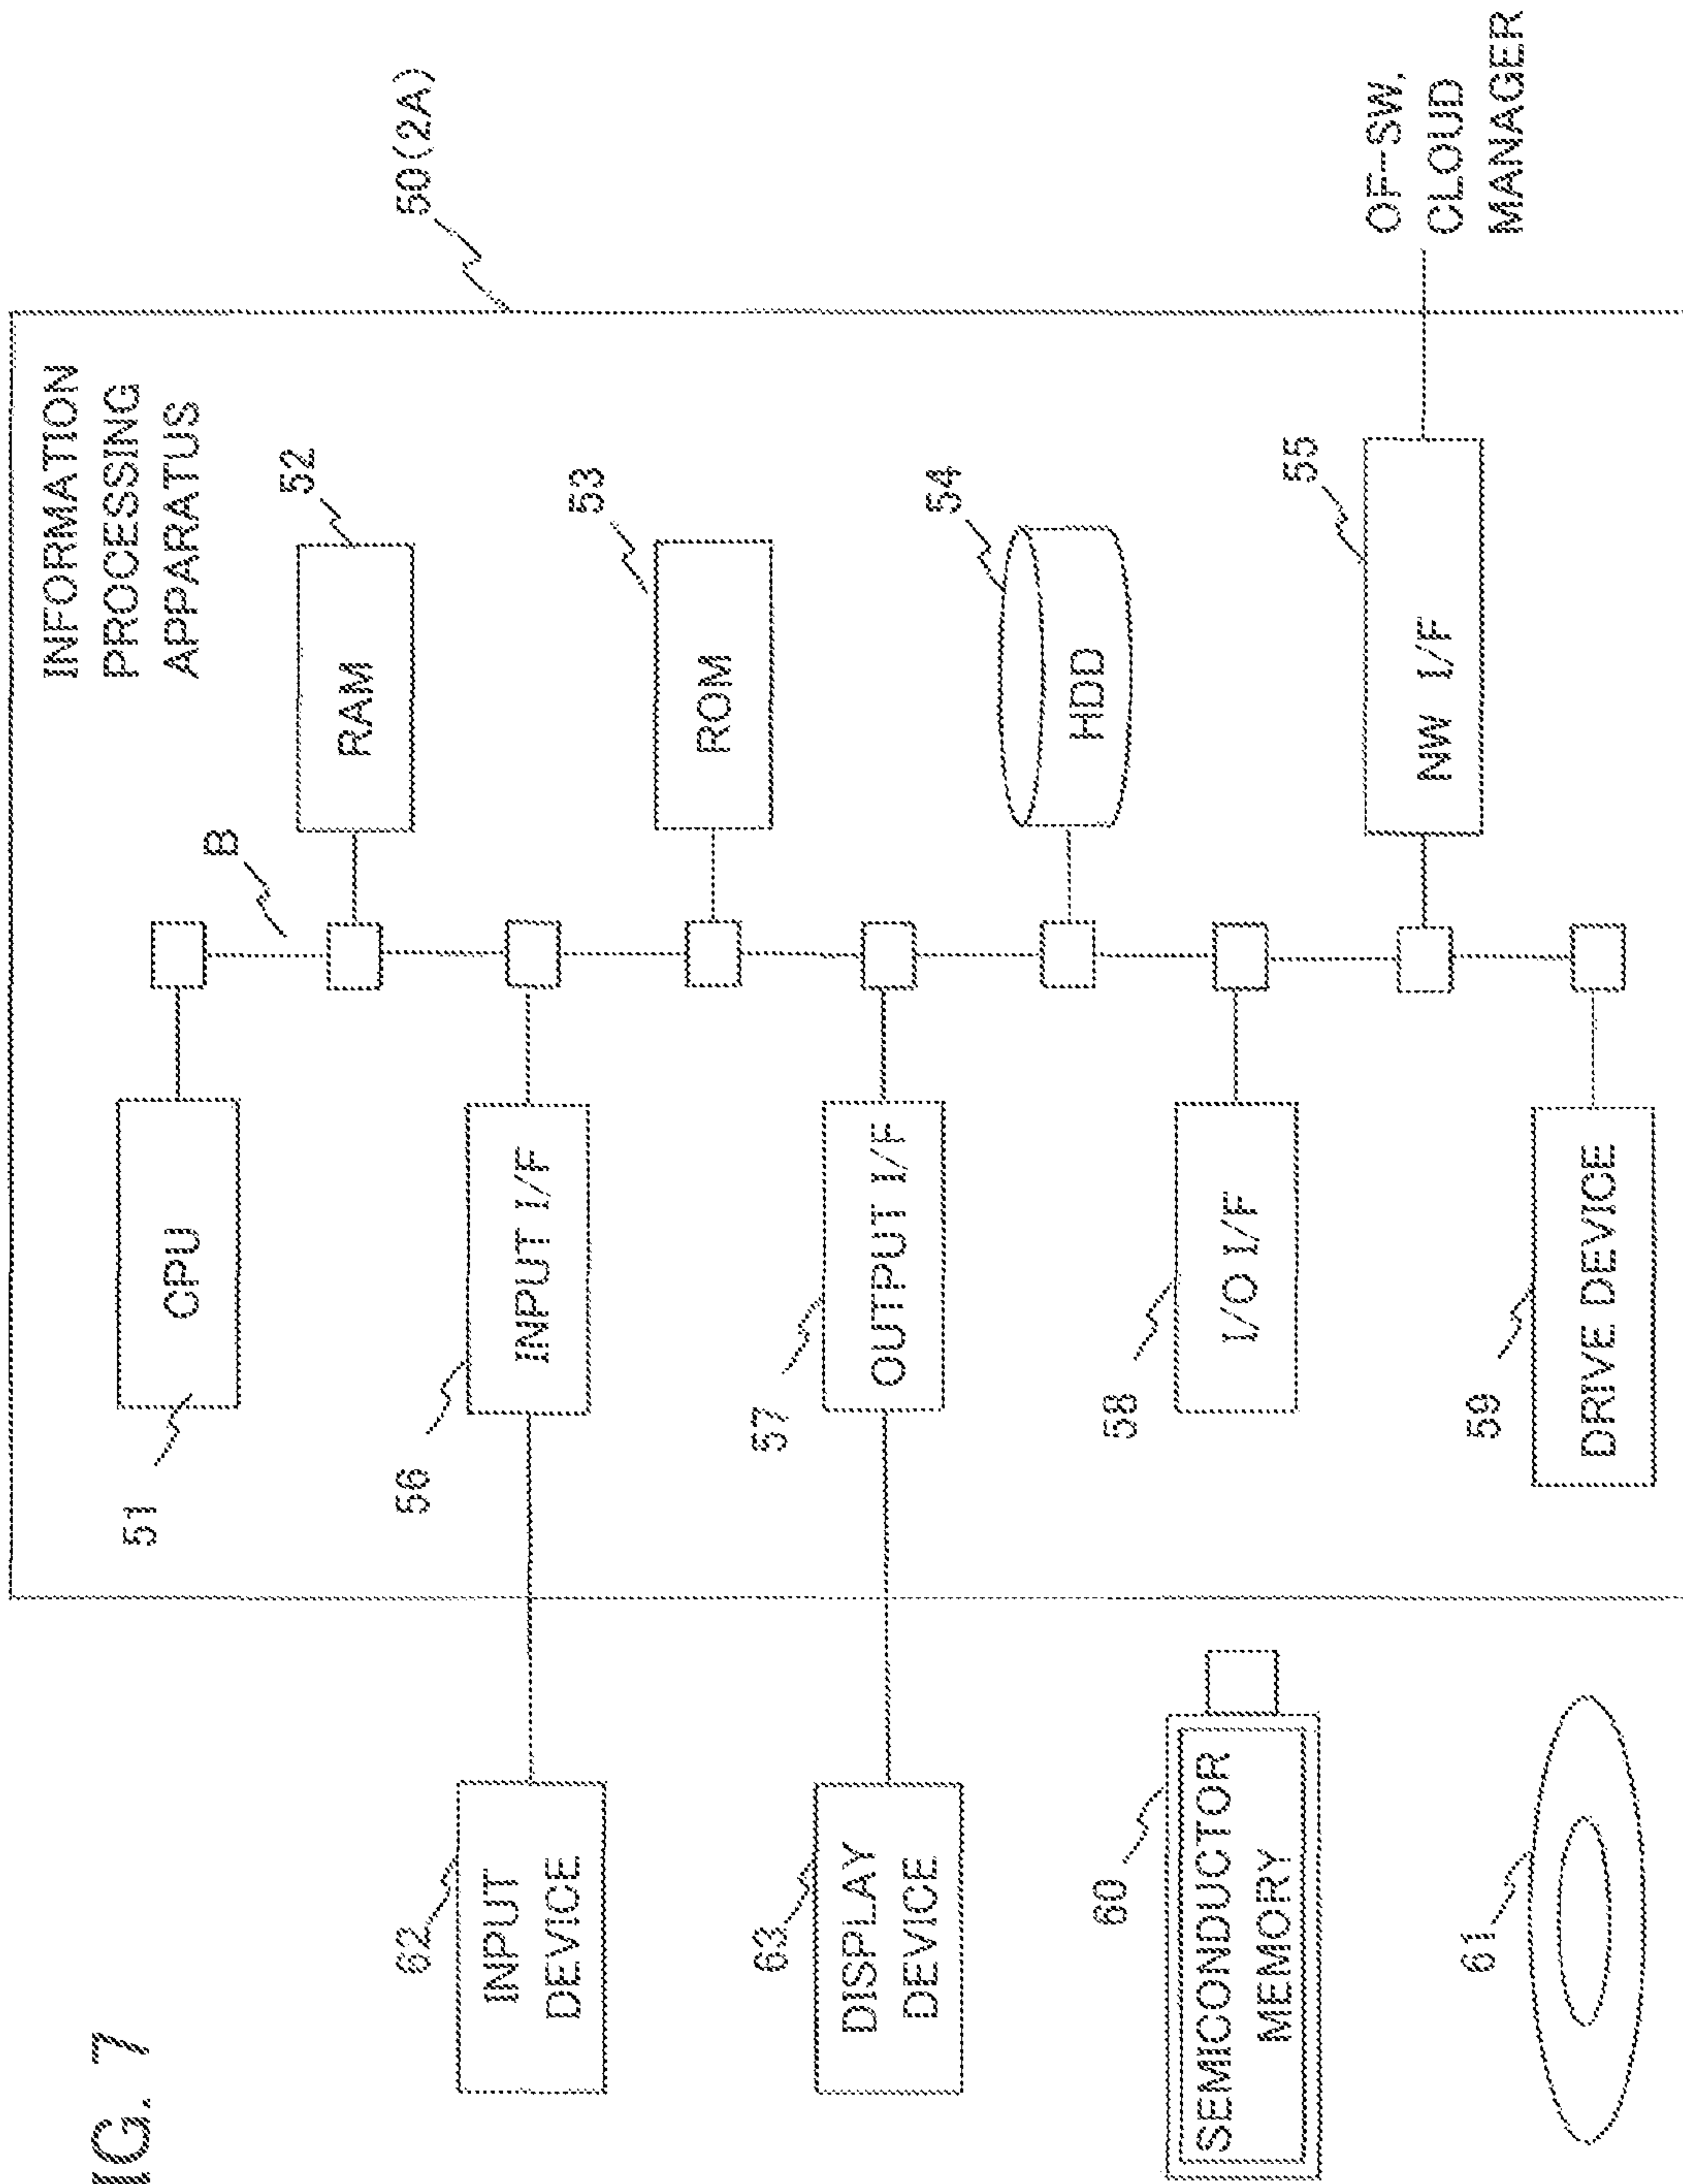 IG. 7
50(2A)
INFORMATION
PROCESSING
APPARATUS
51
CPU
B
52
RAM
62
INPUT
DEVICE
56
INPUT I/F
53
ROM
63
DISPLAY
DEVICE
57
OUTPUT I/F
54
HDD
60
SEMICONDUCTOR
MEMORY
58
I/O I/F
55
NW I/F
OF-SW,
CLOUD
MANAGER
61
59
DRIVE DEVICE